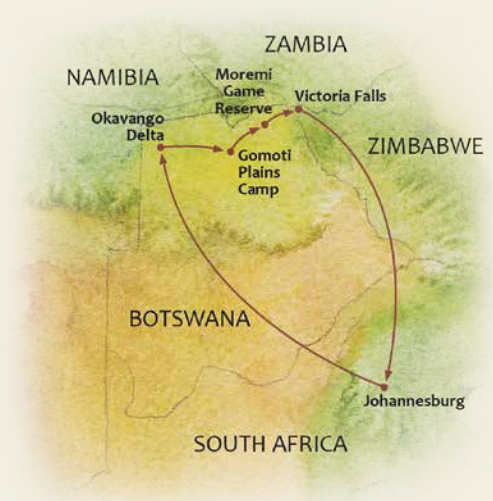 ZAMBIA
NAMIBIA
Moremi
Game
Reserve
Victoria Falls
Okavango
Delta
ZIMBABWE
Gomoti
Plains
Camp
BOTSWANA
Johannesburg
SOUTH AFRICA